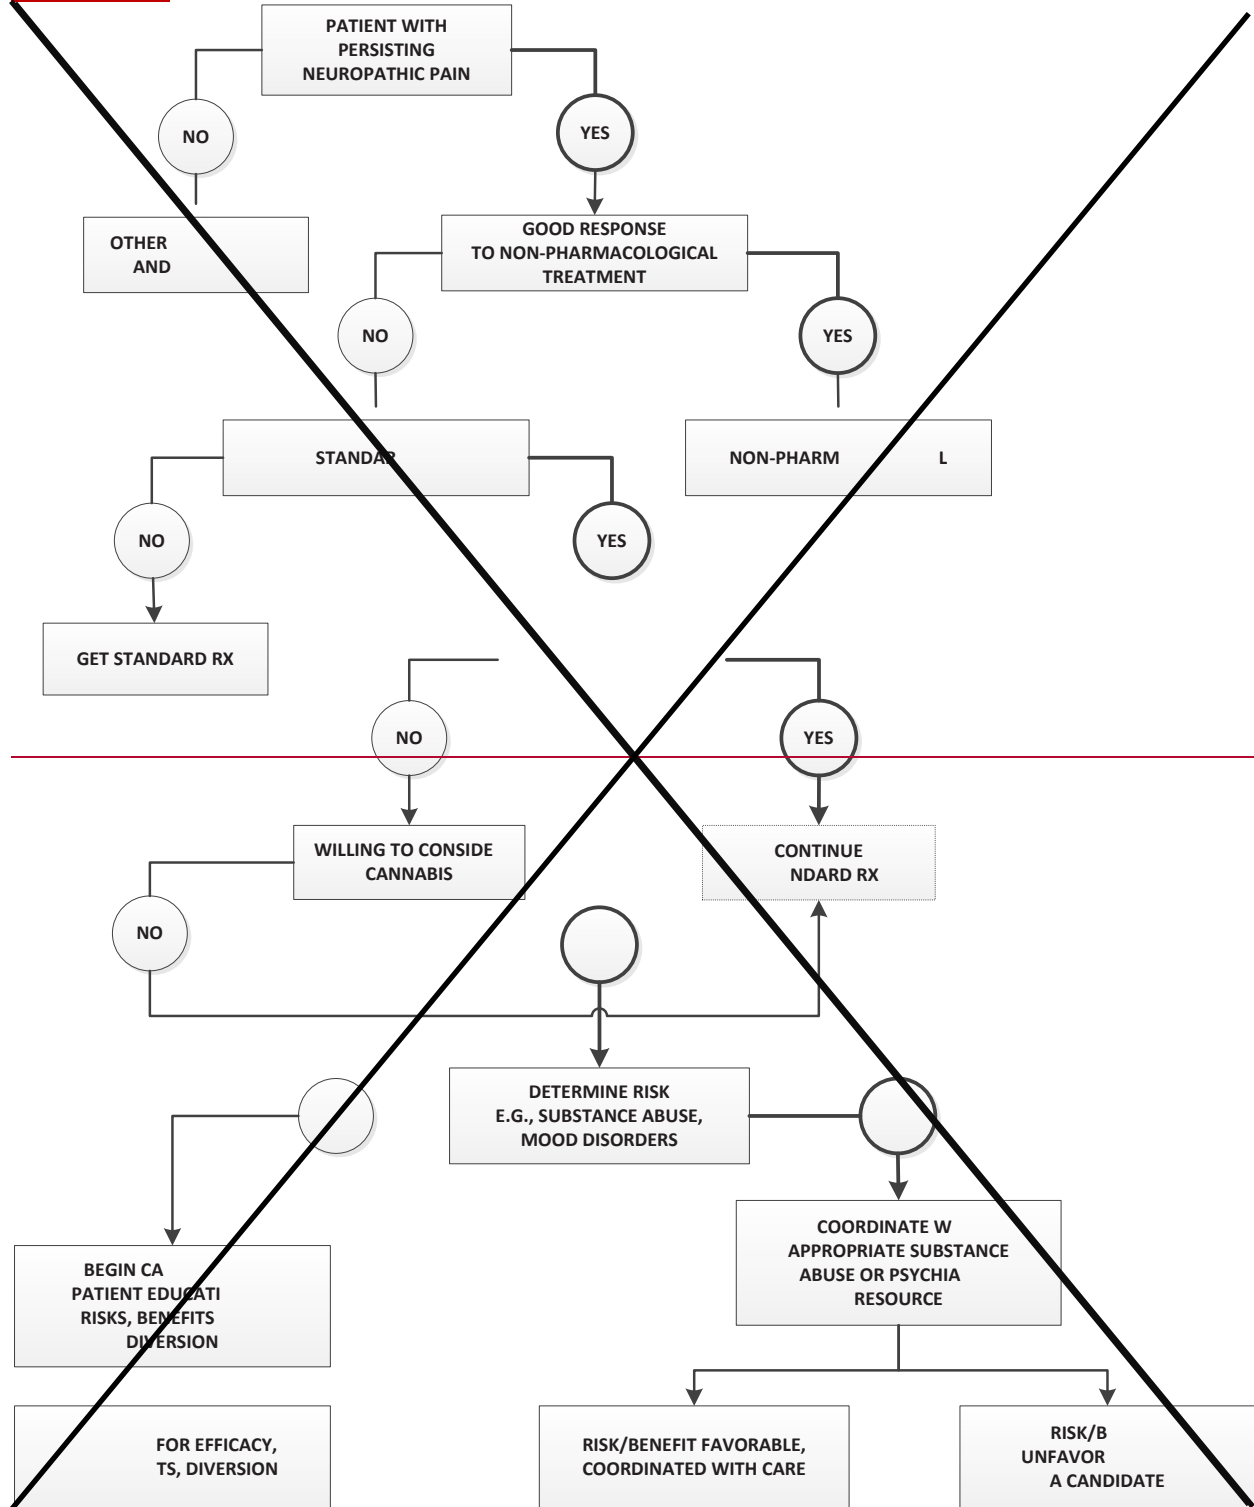 PATIENT WITH
PERSISTING
NEUROPATHIC PAIN
NO
YES
OTHER
AND
GOOD RESPONSE
TO NON-PHARMACOLOGICAL
TREATMENT
NO
YES
STANDAR
NON-PHARM L
NO
YES
GET STANDARD RX
NO
YES
WILLING TO CONSIDE
CANNABIS
CONTINUE
NDARD RX
NO
DETERMINE RISK
E.G., SUBSTANCE ABUSE,
MOOD DISORDERS
COORDINATE W
APPROPRIATE SUBSTANCE
ABUSE OR PSYCHIA
RESOURCE
BEGIN CA
PATIENT EDUCATI
RISKS, BENEFITS
DIVERSION
FOR EFFICACY,
TS, DIVERSION
RISK/BENEFIT FAVORABLE,
COORDINATED WITH CARE
RISK/B
UNFAVOR
A CANDIDATE